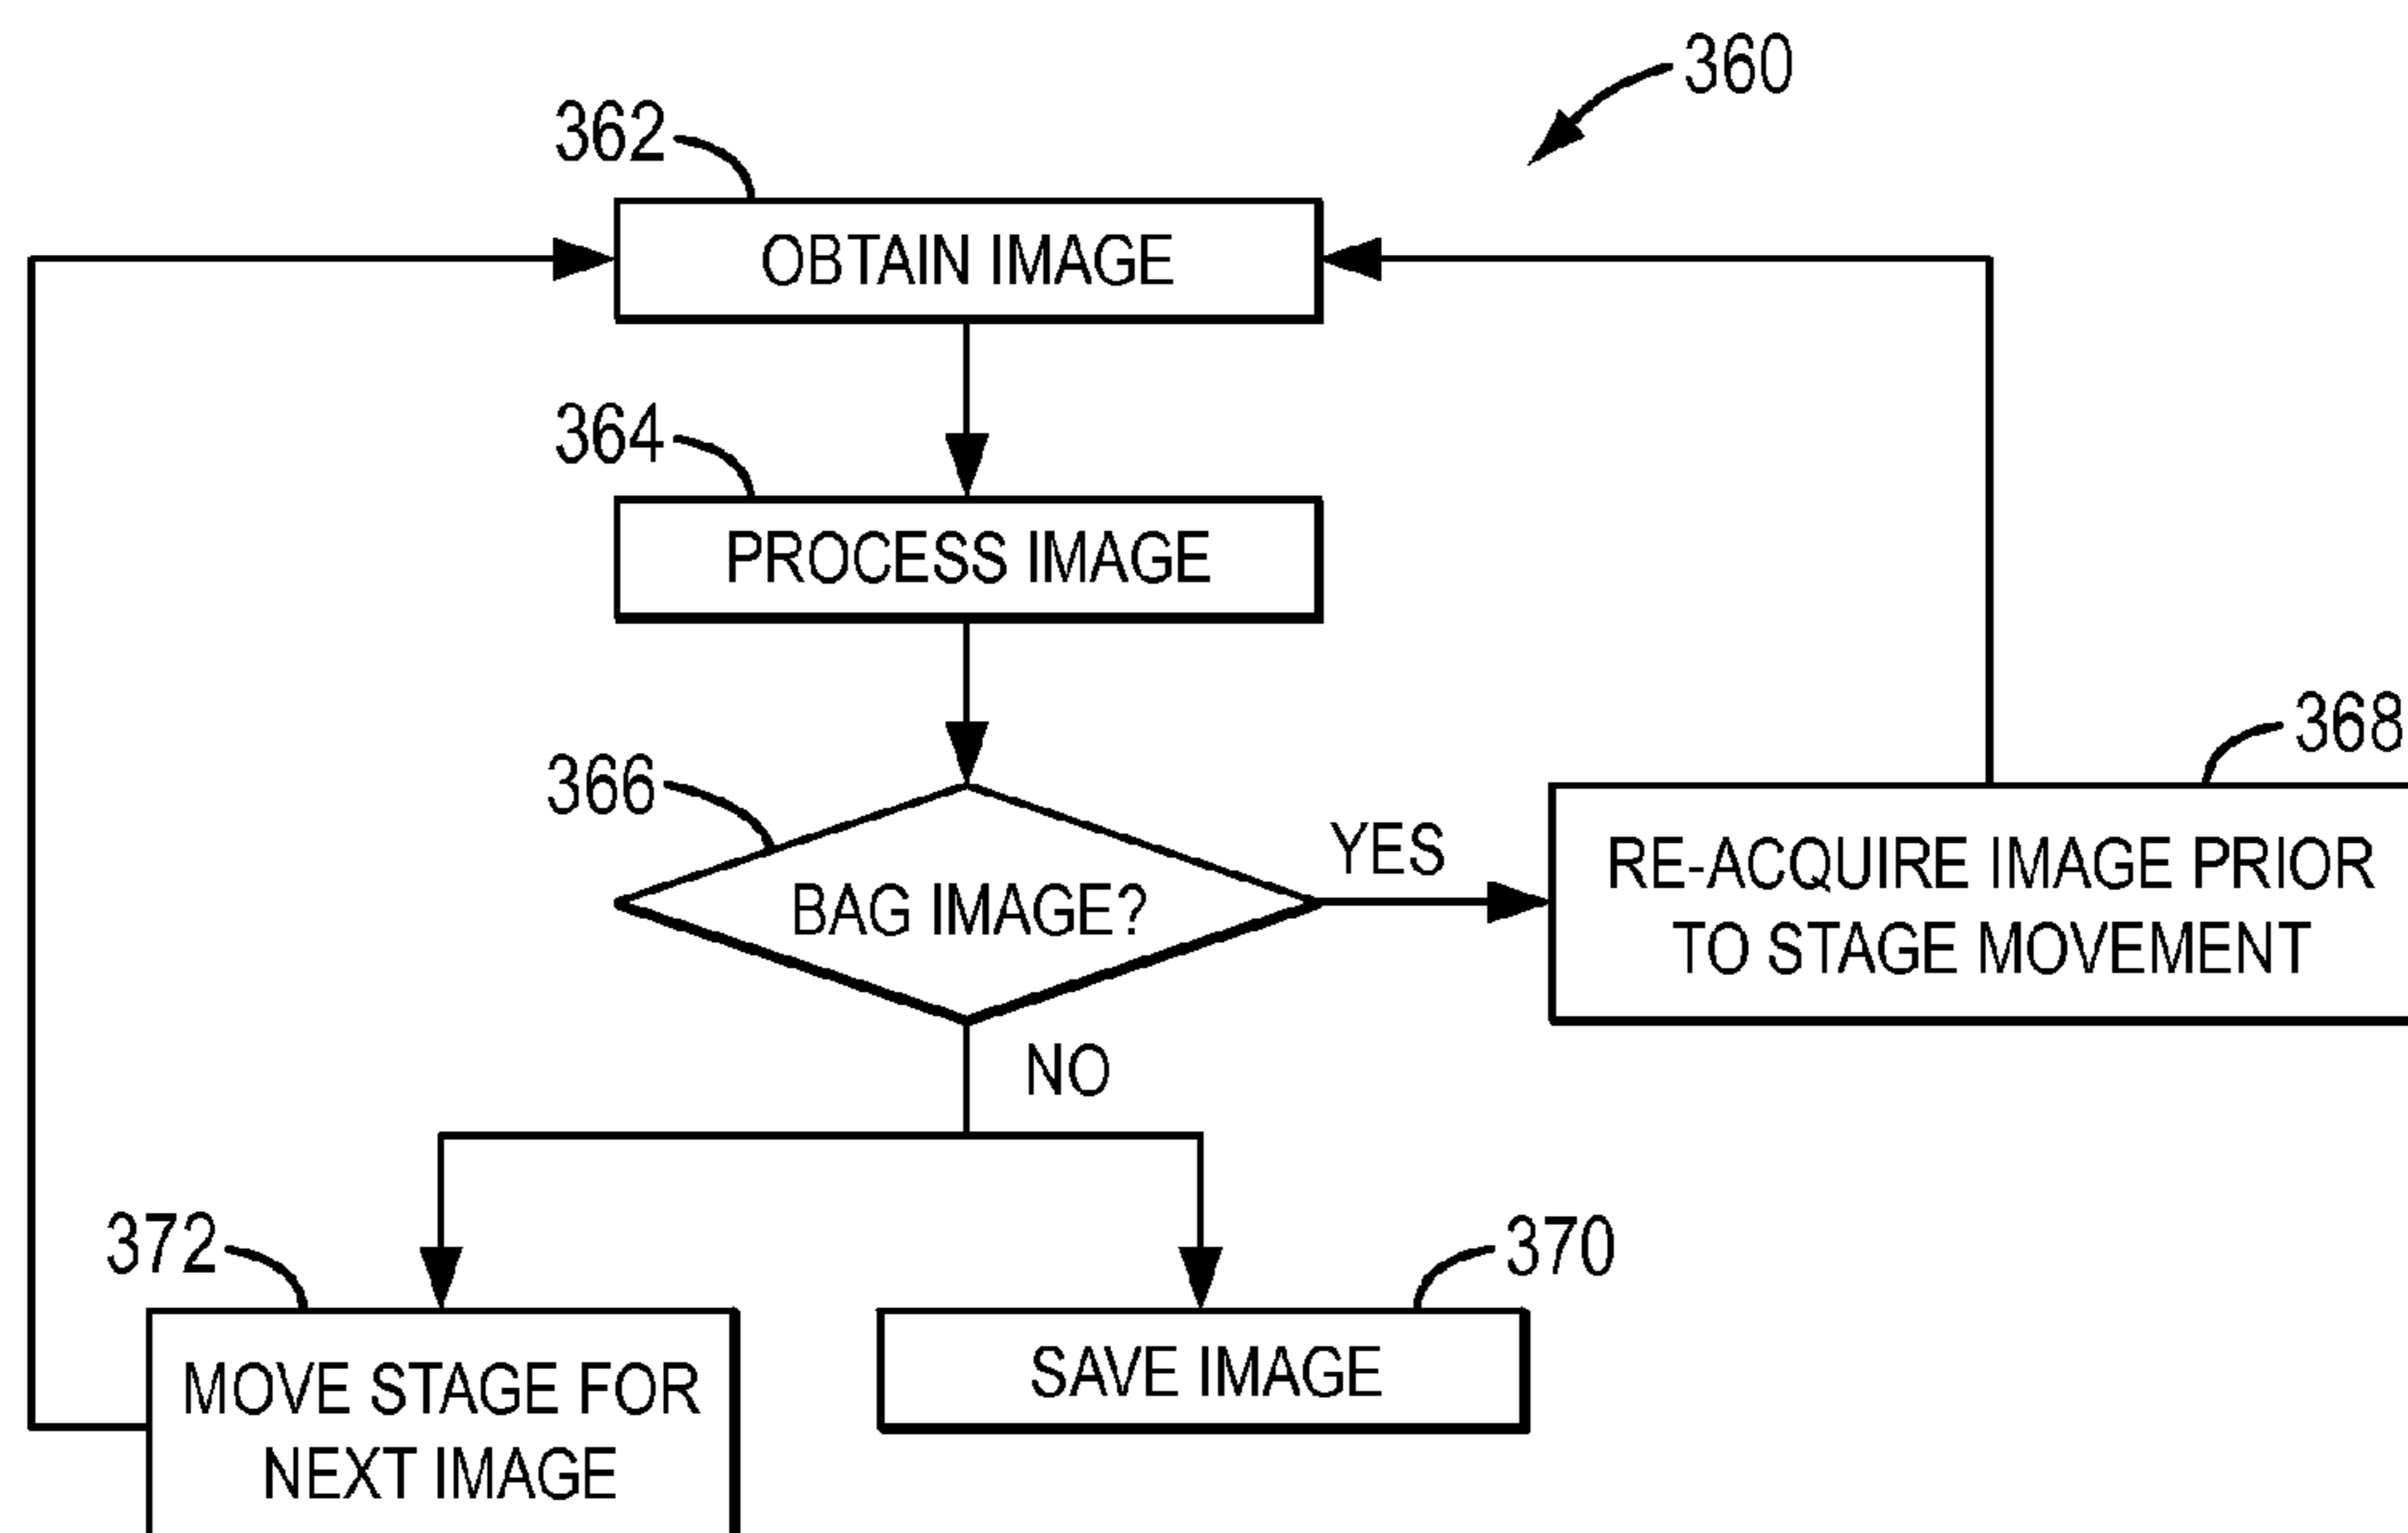 360
362
OBTAIN IMAGE
364
PROCESS IMAGE
366
BAG IMAGE?
YES
368
RE-ACQUIRE IMAGE PRIOR
TO STAGE MOVEMENT
NO
372
MOVE STAGE FOR
NEXT IMAGE
370
SAVE IMAGE